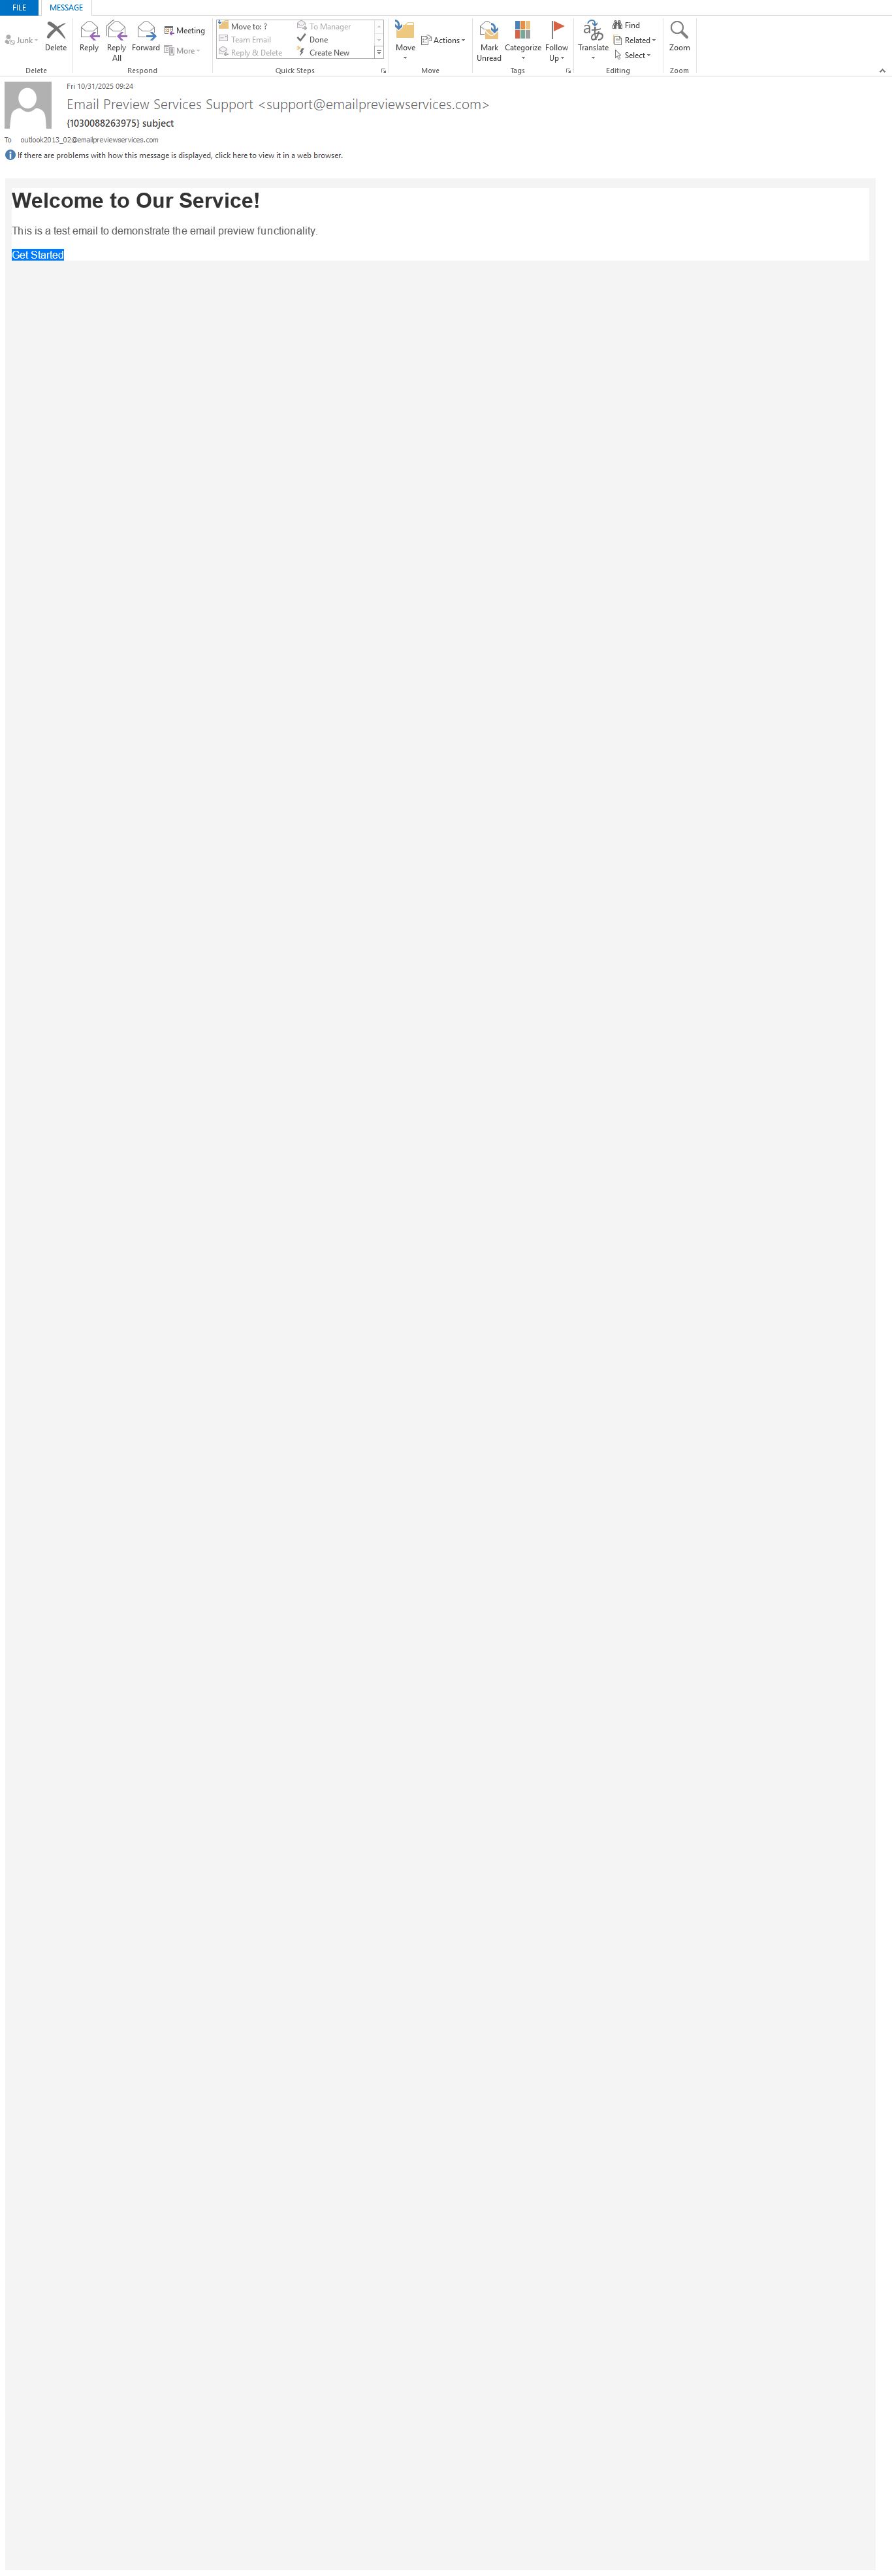 FILE MESSAGE
Junk
Delete
Reply
Reply All
Forward
Meeting
More
Move to: ?
To Manager
Team Email
Done
Reply & Delete
Create New
Move
Actions
Mark Unread
Categorize
Follow Up
Translate
Find
Related
Select
Zoom
Delete Respond Quick Steps Move Tags Editing Zoom
Fri 10/31/2025 09:24
Email Preview Services Support <support@emailpreviewservices.com>
{1030088263975} subject
To outlook2013_02@emailpreviewservices.com
If there are problems with how this message is displayed, click here to view it in a web browser.
Welcome to Our Service!
This is a test email to demonstrate the email preview functionality.
Get Started